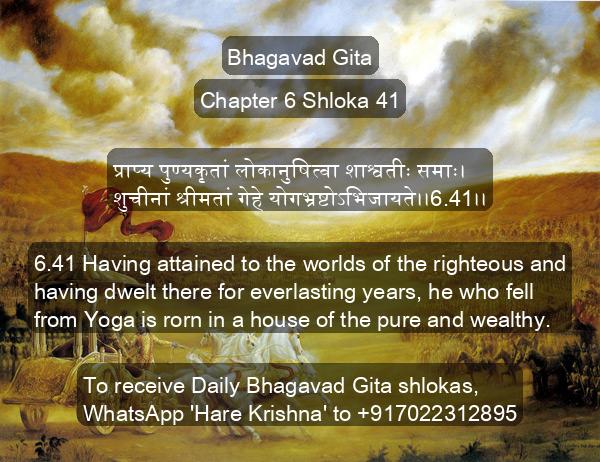 Bhagavad Gita
Chapter 6 Shloka 41
प्राप्य पुण्यकृतां लोकानुषित्वा शाश्वतीः समाः।
शुचीनां श्रीमतां गेहे योगभ्रष्टोऽभिजायते।।6.41।।
6.41 Having attained to the worlds of the righteous and
having dwelt there for everlasting years, he who fell
from Yoga is rorn in a house of the pure and wealthy.
To receive Daily Bhagavad Gita shlokas,
WhatsApp 'Hare Krishna' to +917022312895